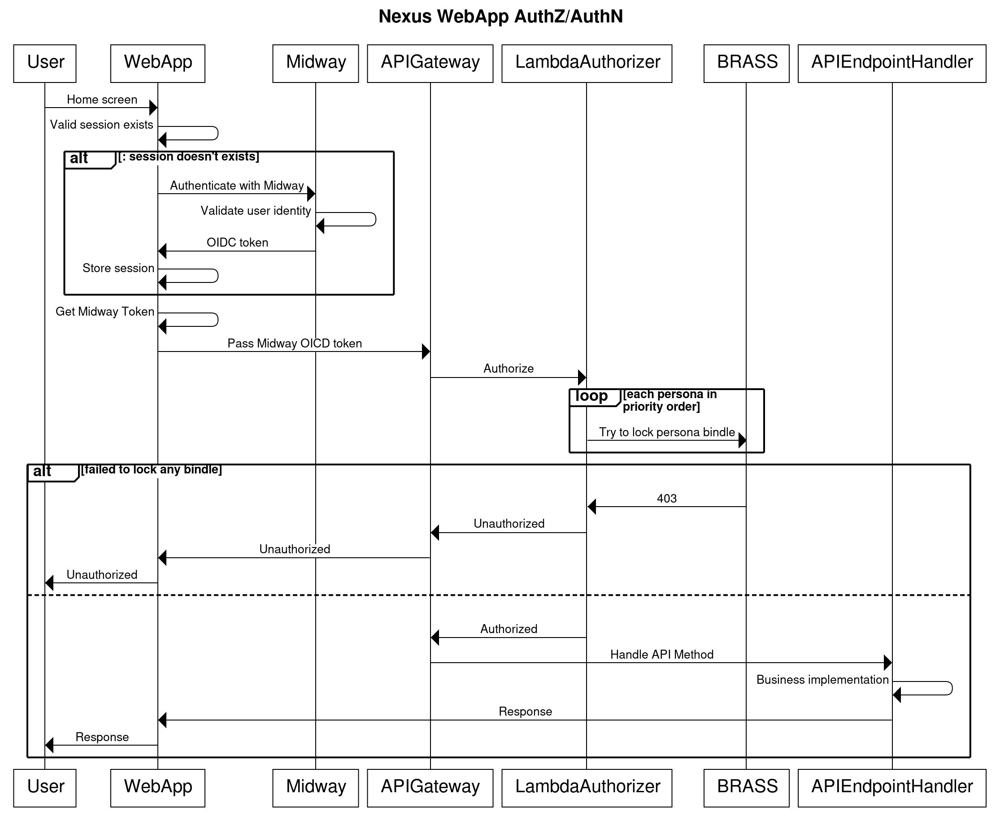 Nexus WebApp AuthZ/AuthN
User
WebApp
Midway
APIGateway
LambdaAuthorizer
BRASS
APIEndpointHandler
Home screen
Valid session exists
alt
[: session doesn't exists]
Authenticate with Midway
Validate user identity
OIDC token
Store session
Get Midway Token
Pass Midway OICD token
Authorize
loop
[each persona in
priority order]
Try to lock persona bindle
alt
[failed to lock any bindle]
403
Unauthorized
Unauthorized
Unauthorized
Authorized
Handle API Method
Business implementation
Response
Response
User
WebApp
Midway
APIGateway
LambdaAuthorizer
BRASS
APIEndpointHandler